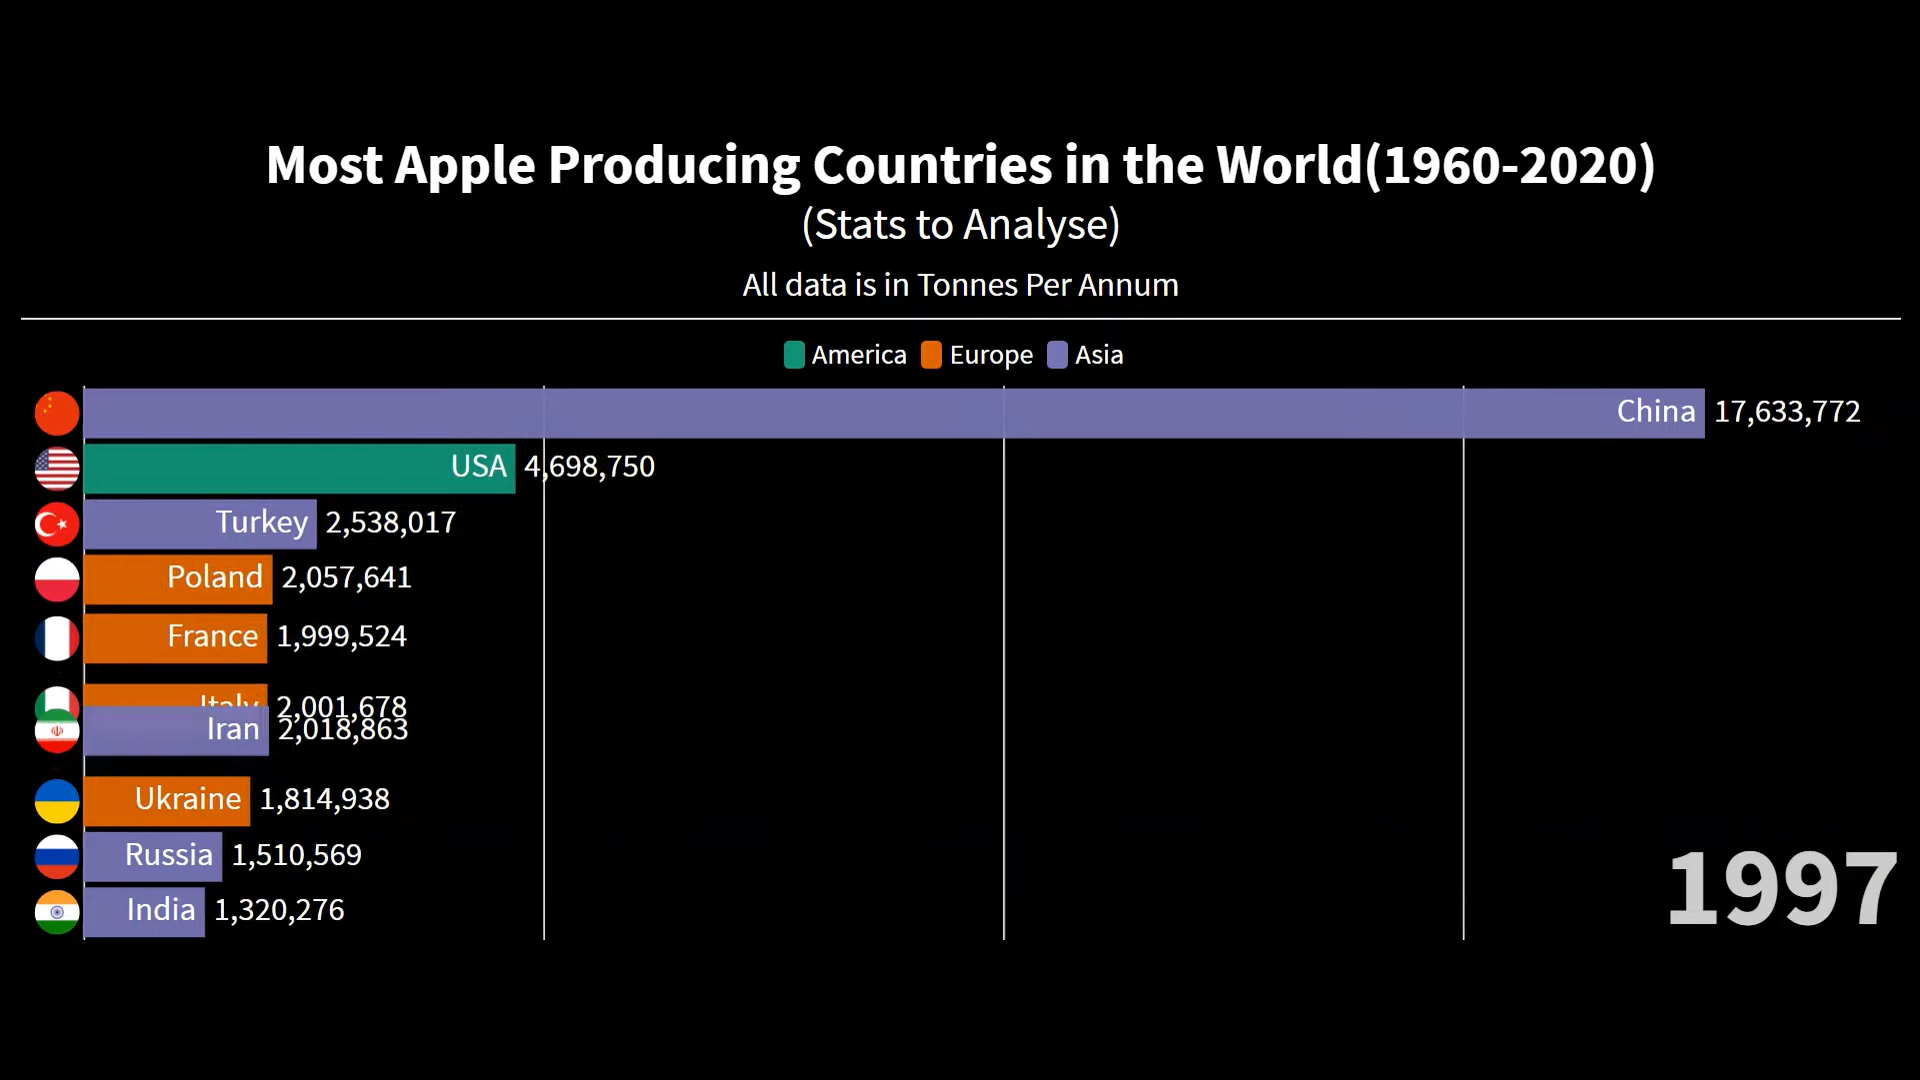 Most Apple Producing Countries in the World(1960-2020)
(Stats to Analyse)
All data is in Tonnes Per Annum
America Europe Asia
China 17,633,772
USA 4,698,750
Turkey 2,538,017
Poland 2,057,641
France 1,999,524
Italy 2,001,678
Iran 2,018,863
Ukraine 1,814,938
Russia 1,510,569
India 1,320,276
1997